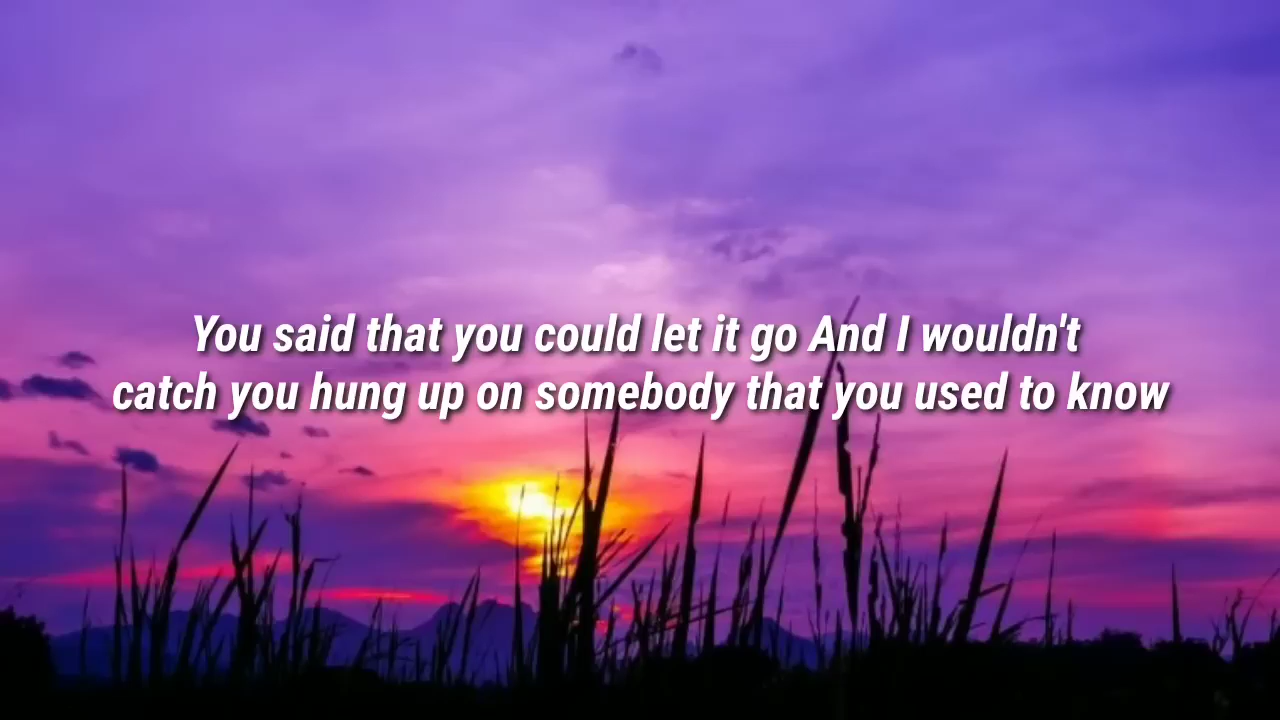 You said that you could let it go And I wouldn't
catch you hung up on somebody that you used to know